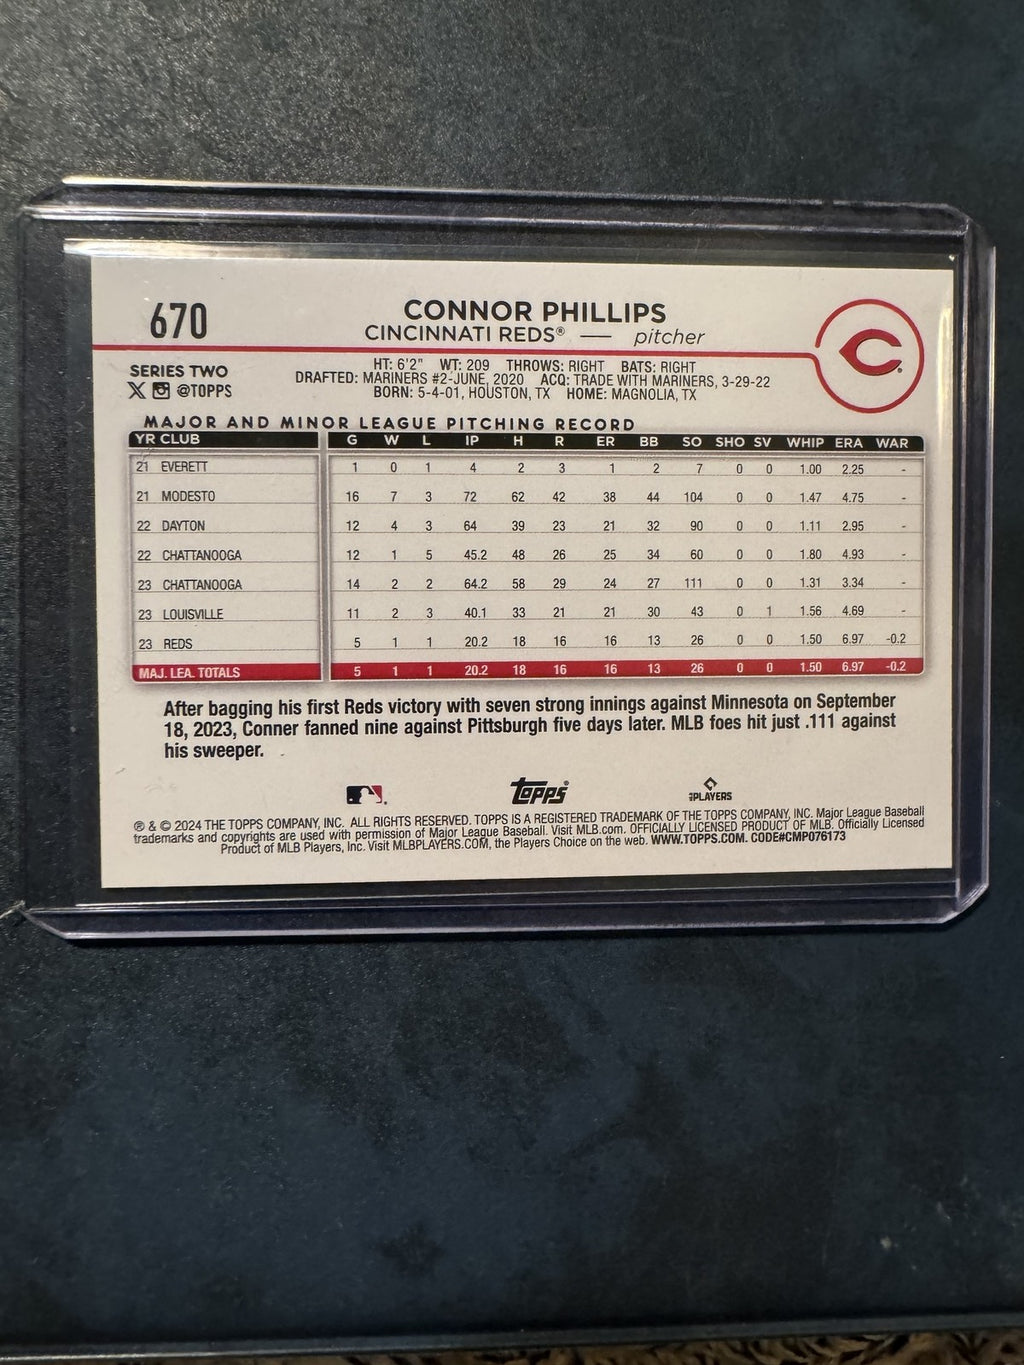 670
CONNOR PHILLIPS
CINCINNATI REDS® — pitcher
C
SERIES TWO
X @TOPPS
HT: 6'2" WT: 209 THROWS: RIGHT BATS: RIGHT
DRAFTED: MARINERS #2-JUNE, 2020 ACQ: TRADE WITH MARINERS, 3-29-22
BORN: 5-4-01, HOUSTON, TX HOME: MAGNOLIA, TX
MAJOR AND MINOR LEAGUE PITCHING RECORD
YR CLUB G W L IP H R ER BB SO SHO SV WHIP ERA WAR
21 EVERETT 1 0 1 4 2 3 1 2 7 0 0 1.00 2.25 -
21 MODESTO 16 7 3 72 62 42 38 44 104 0 0 1.47 4.75 -
22 DAYTON 12 4 3 64 39 23 21 32 90 0 0 1.11 2.95 -
22 CHATTANOOGA 12 1 5 45.2 48 26 25 34 60 0 0 1.80 4.93 -
23 CHATTANOOGA 14 2 2 64.2 58 29 24 27 111 0 0 1.31 3.34 -
23 LOUISVILLE 11 2 3 40.1 33 21 21 30 43 0 1 1.56 4.69 -
23 REDS 5 1 1 20.2 18 16 16 13 26 0 0 1.50 6.97 -0.2
MAJ. LEA. TOTALS 5 1 1 20.2 18 16 16 13 26 0 0 1.50 6.97 -0.2
After bagging his first Reds victory with seven strong innings against Minnesota on September
18, 2023, Conner fanned nine against Pittsburgh five days later. MLB foes hit just .111 against
his sweeper.
Topps®
PLAYERS
® & © 2024 THE TOPPS COMPANY, INC. ALL RIGHTS RESERVED. TOPPS IS A REGISTERED TRADEMARK OF THE TOPPS COMPANY, INC. Major League Baseball
trademarks and copyrights are used with permission of Major League Baseball. Visit MLB.com. OFFICIALLY LICENSED PRODUCT OF MLB. Officially Licensed
Product of MLB Players, Inc. Visit MLBPLAYERS.COM, the Players Choice on the web. WWW.TOPPS.COM. CODE#CMP076173